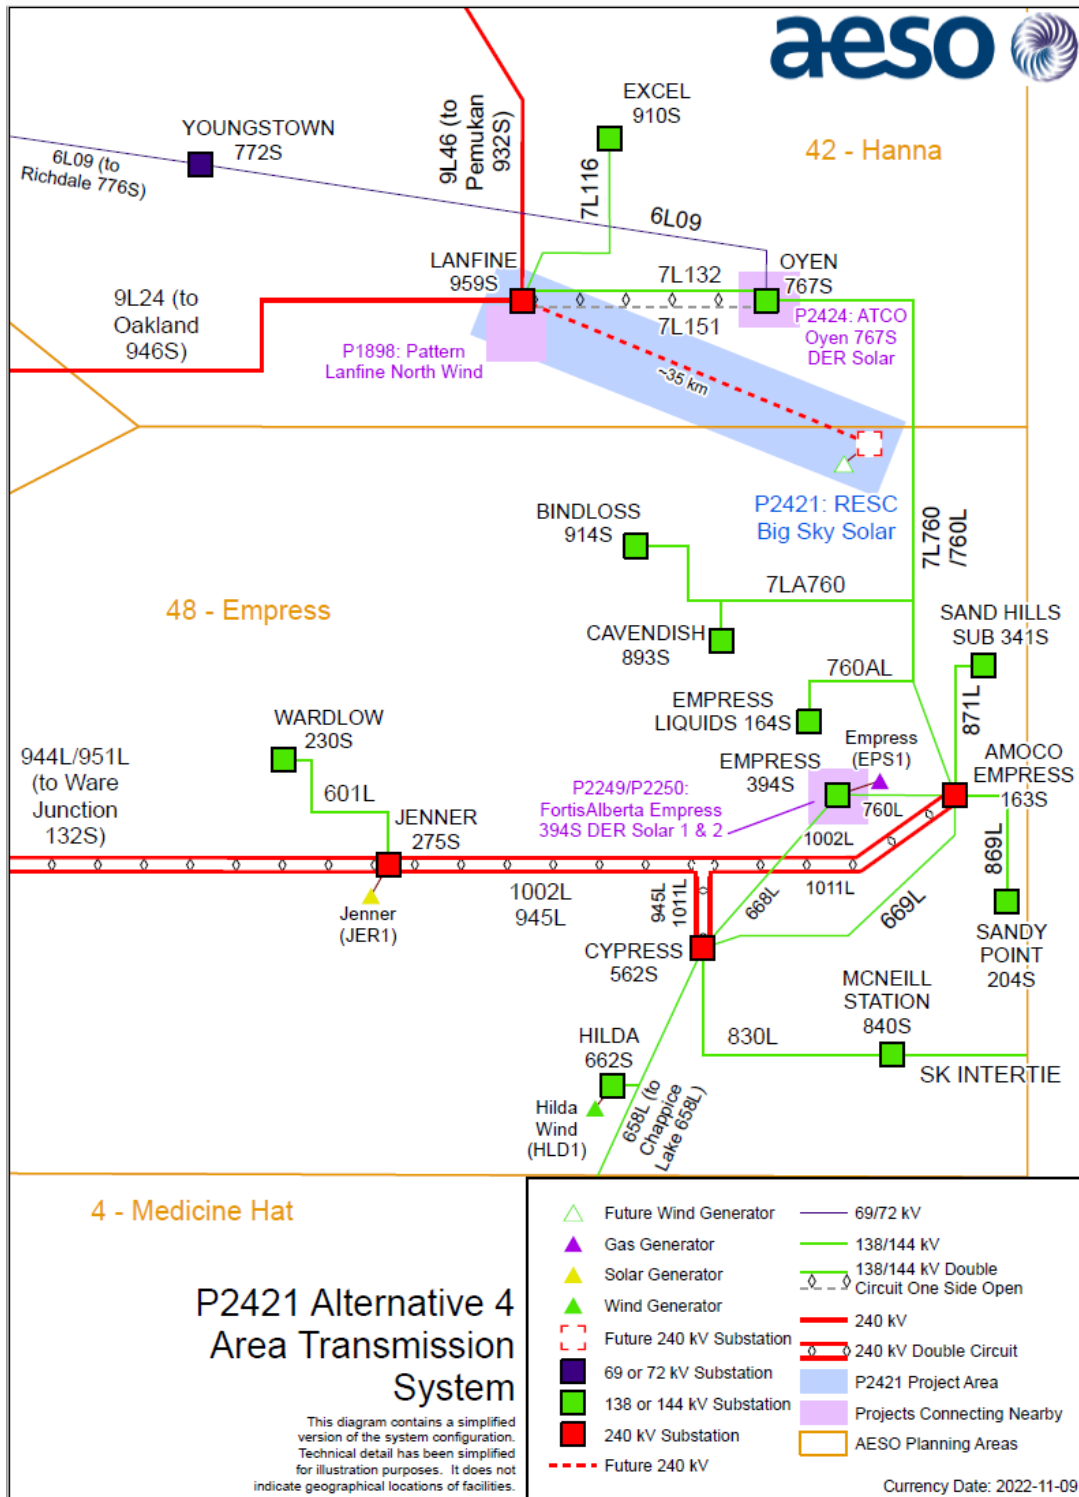 aeso
EXCEL
910S
YOUNGSTOWN
772S
6L09 (to
Richdale 776S)
9L46 (to
Pemukan
932S)
7L116
42 - Hanna
6L09
LANFINE
959S
7L132
OYEN
767S
9L24 (to
Oakland
946S)
7L151
P2424: ATCO
Oyen 767S
DER Solar
P1898: Pattern
Lanfine North Wind
~35 km
P2421: RESC
Big Sky Solar
BINDLOSS
914S
7L760
/760L
7LA760
48 - Empress
SAND HILLS
SUB 341S
CAVENDISH
893S
760AL
EMPRESS
LIQUIDS 164S
871L
WARDLOW
230S
944L/951L
(to Ware
Junction
132S)
Empress
(EPS1)
EMPRESS
394S
AMOCO
EMPRESS
163S
P2249/P2250:
FortisAlberta Empress
394S DER Solar 1 & 2
601L
760L
JENNER
275S
1002L
869L
1002L
945L
945L
1011L
1011L
668L
669L
Jenner
(JER1)
CYPRESS
562S
SANDY
POINT
204S
MCNEILL
STATION
840S
HILDA
662S
830L
SK INTERTIE
Hilda
Wind
(HLD1)
658L (to
Chappice
Lake 658L)
4 - Medicine Hat
P2421 Alternative 4
Area Transmission
System
This diagram contains a simplified
version of the system configuration.
Technical detail has been simplified
for illustration purposes. It does not
indicate geographical locations of facilities.
Future Wind Generator
Gas Generator
Solar Generator
Wind Generator
Future 240 kV Substation
69 or 72 kV Substation
138 or 144 kV Substation
240 kV Substation
Future 240 kV
69/72 kV
138/144 kV
138/144 kV Double
Circuit One Side Open
240 kV
240 kV Double Circuit
P2421 Project Area
Projects Connecting Nearby
AESO Planning Areas
Currency Date: 2022-11-09